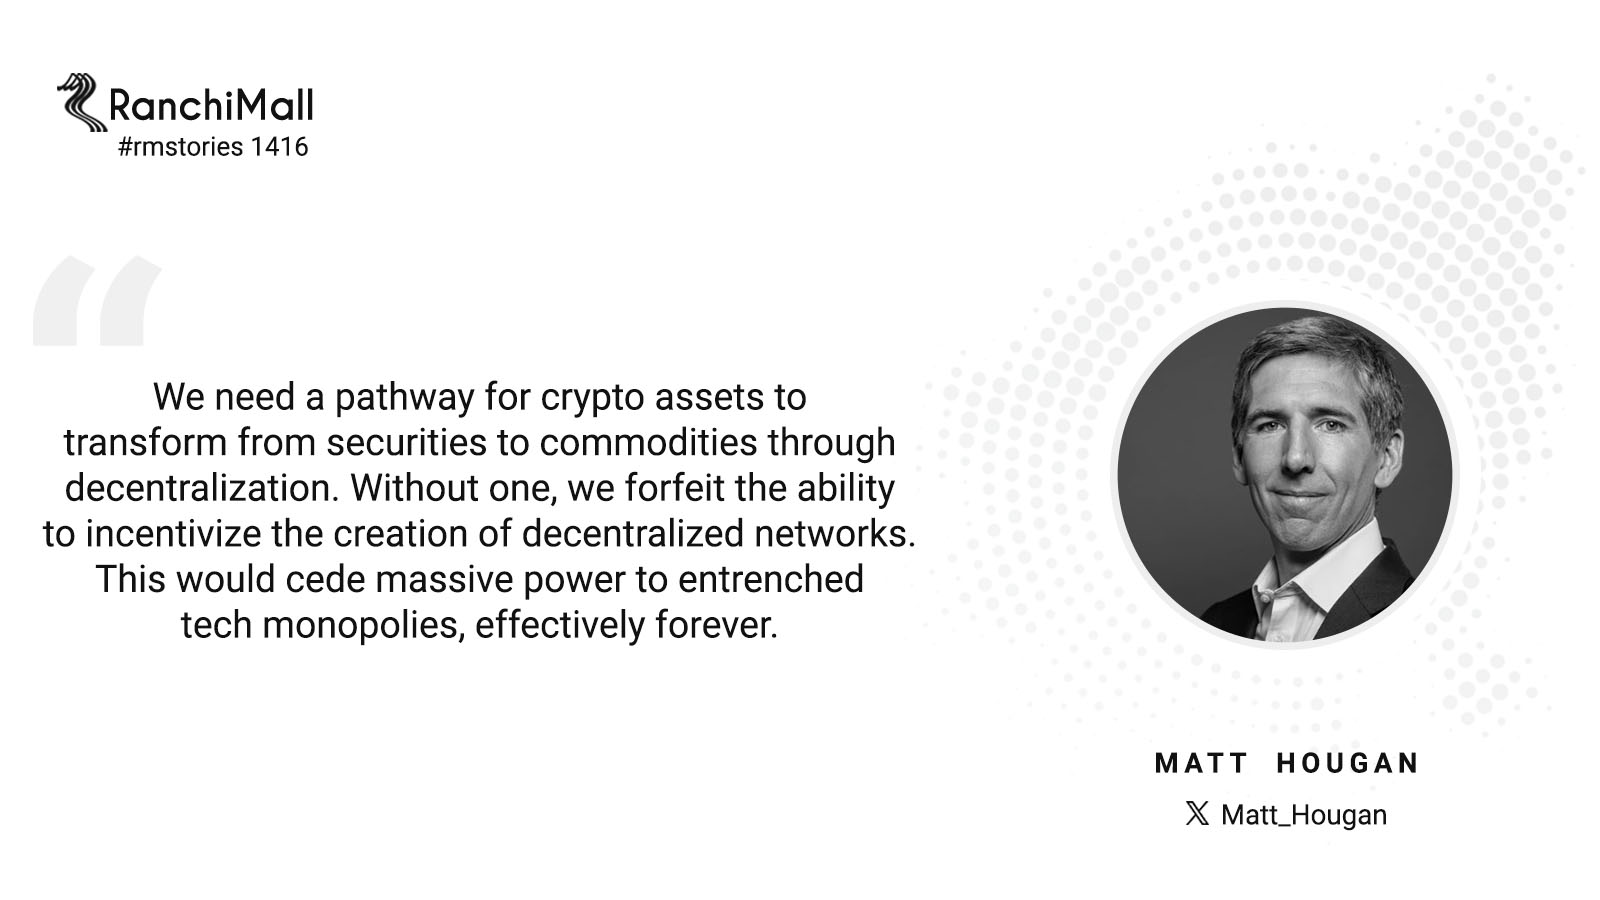 RanchiMall
#rmstories 1416
We need a pathway for crypto assets to
transform from securities to commodities through
decentralization. Without one, we forfeit the ability
to incentivize the creation of decentralized networks.
This would cede massive power to entrenched
tech monopolies, effectively forever.
MATT HOUGAN
𝕏 Matt_Hougan